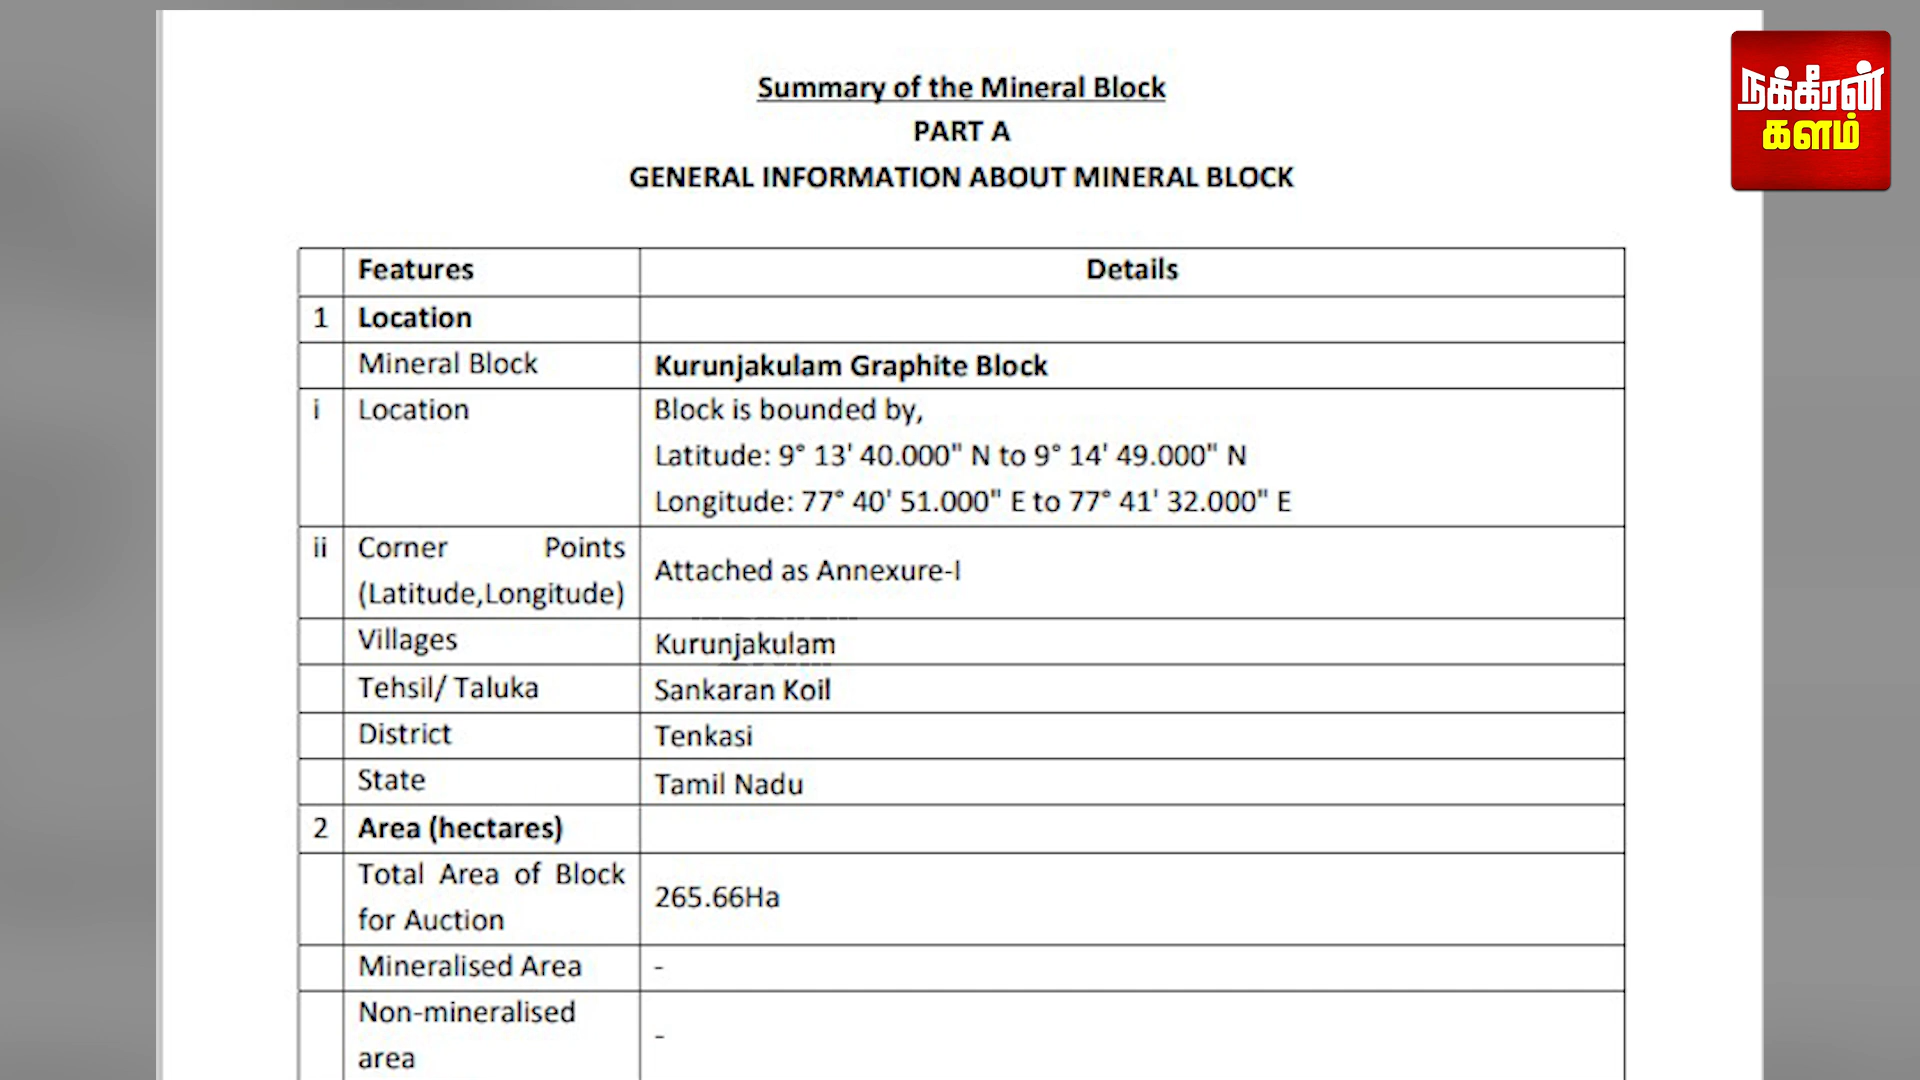 Summary of the Mineral Block
PART A
GENERAL INFORMATION ABOUT MINERAL BLOCK
நக்கீரன்
களம்
Features Details
1 Location
Mineral Block Kurunjakulam Graphite Block
i Location Block is bounded by,
Latitude: 9° 13' 40.000" N to 9° 14' 49.000" N
Longitude: 77° 40' 51.000" E to 77° 41' 32.000" E
ii Corner Points
(Latitude,Longitude) Attached as Annexure-I
Villages Kurunjakulam
Tehsil/ Taluka Sankaran Koil
District Tenkasi
State Tamil Nadu
2 Area (hectares)
Total Area of Block
for Auction 265.66Ha
Mineralised Area -
Non-mineralised
area -